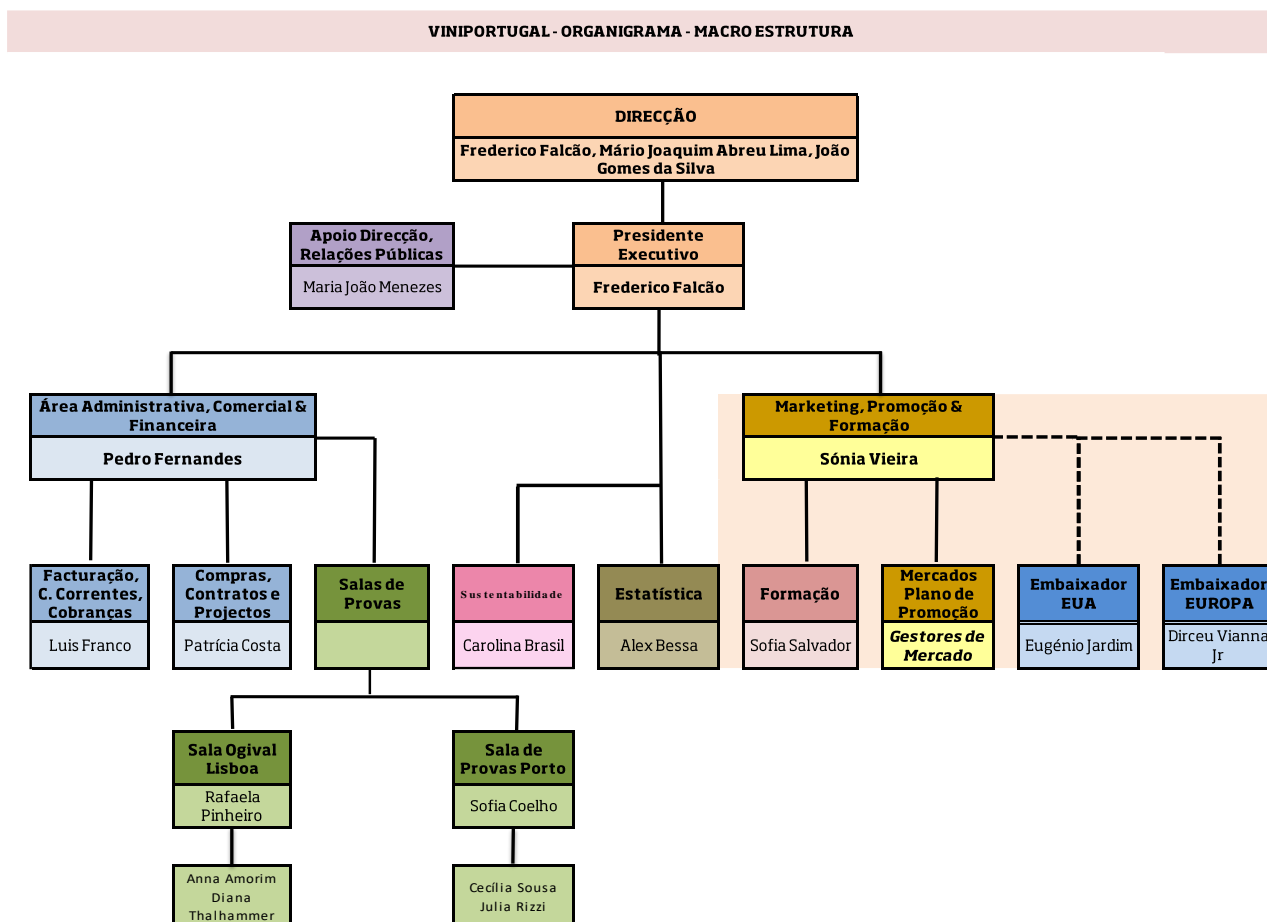 VINIPORTUGAL - ORGANIGRAMA - MACRO ESTRUTURA
DIRECÇÃO
Frederico Falcão, Mário Joaquim Abreu Lima, João
Gomes da Silva
Apoio Direcção,
Relações Públicas
Maria João Menezes
Presidente
Executivo
Frederico Falcão
Área Administrativa, Comercial &
Financeira
Pedro Fernandes
Marketing, Promoção &
Formação
Sónia Vieira
Facturação,
C. Correntes,
Cobranças
Luis Franco
Compras,
Contratos e
Projectos
Patrícia Costa
Salas de
Provas
Sustentabilidade
Carolina Brasil
Estatística
Alex Bessa
Formação
Sofia Salvador
Mercados
Plano de
Promoção
Gestores de
Mercado
Embaixador
EUA
Eugénio Jardim
Embaixador
EUROPA
Dirceu Vianna
Jr
Sala Ogival
Lisboa
Rafaela
Pinheiro
Sala de
Provas Porto
Sofia Coelho
Anna Amorim
Diana
Thalhammer
Cecília Sousa
Julia Rizzi